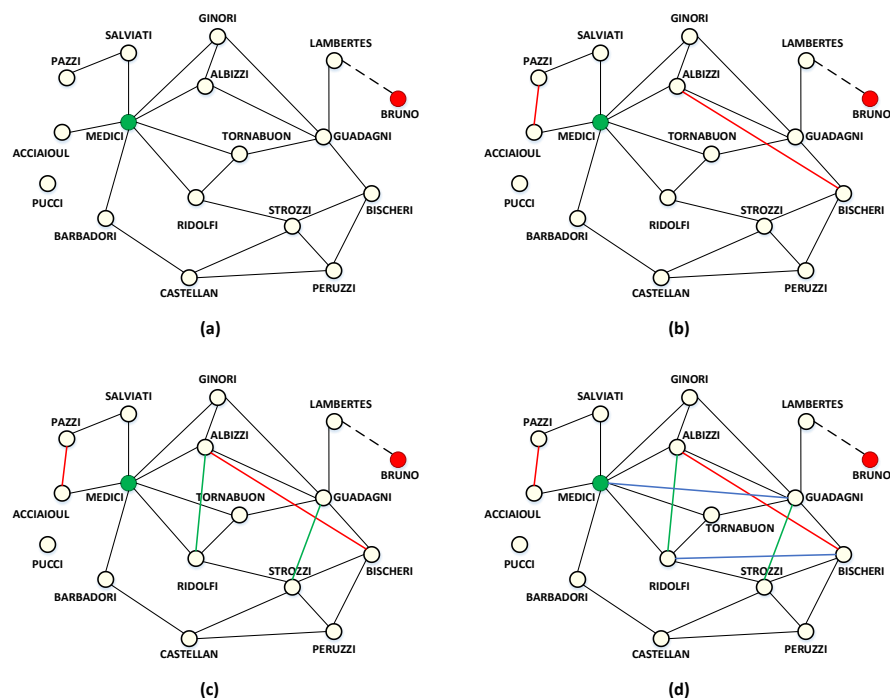 GINORI
SALVIATI
LAMBERTES
PAZZI
ALBIZZI
BRUNO
MEDICI
TORNABUON
GUADAGNI
ACCIAIOUL
PUCCI
STROZZI
BISCHERI
BARBADORI
RIDOLFI
CASTELLAN
PERUZZI
(a)
GINORI
SALVIATI
LAMBERTES
PAZZI
ALBIZZI
BRUNO
MEDICI
TORNABUON
GUADAGNI
ACCIAIOUL
PUCCI
STROZZI
BISCHERI
BARBADORI
RIDOLFI
CASTELLAN
PERUZZI
(b)
GINORI
SALVIATI
LAMBERTES
PAZZI
ALBIZZI
BRUNO
MEDICI
TORNABUON
GUADAGNI
ACCIAIOUL
PUCCI
STROZZI
BISCHERI
BARBADORI
RIDOLFI
CASTELLAN
PERUZZI
(c)
GINORI
SALVIATI
LAMBERTES
PAZZI
ALBIZZI
BRUNO
MEDICI
GUADAGNI
ACCIAIOUL
TORNABUON
PUCCI
STROZZI
BISCHERI
BARBADORI
RIDOLFI
CASTELLAN
PERUZZI
(d)